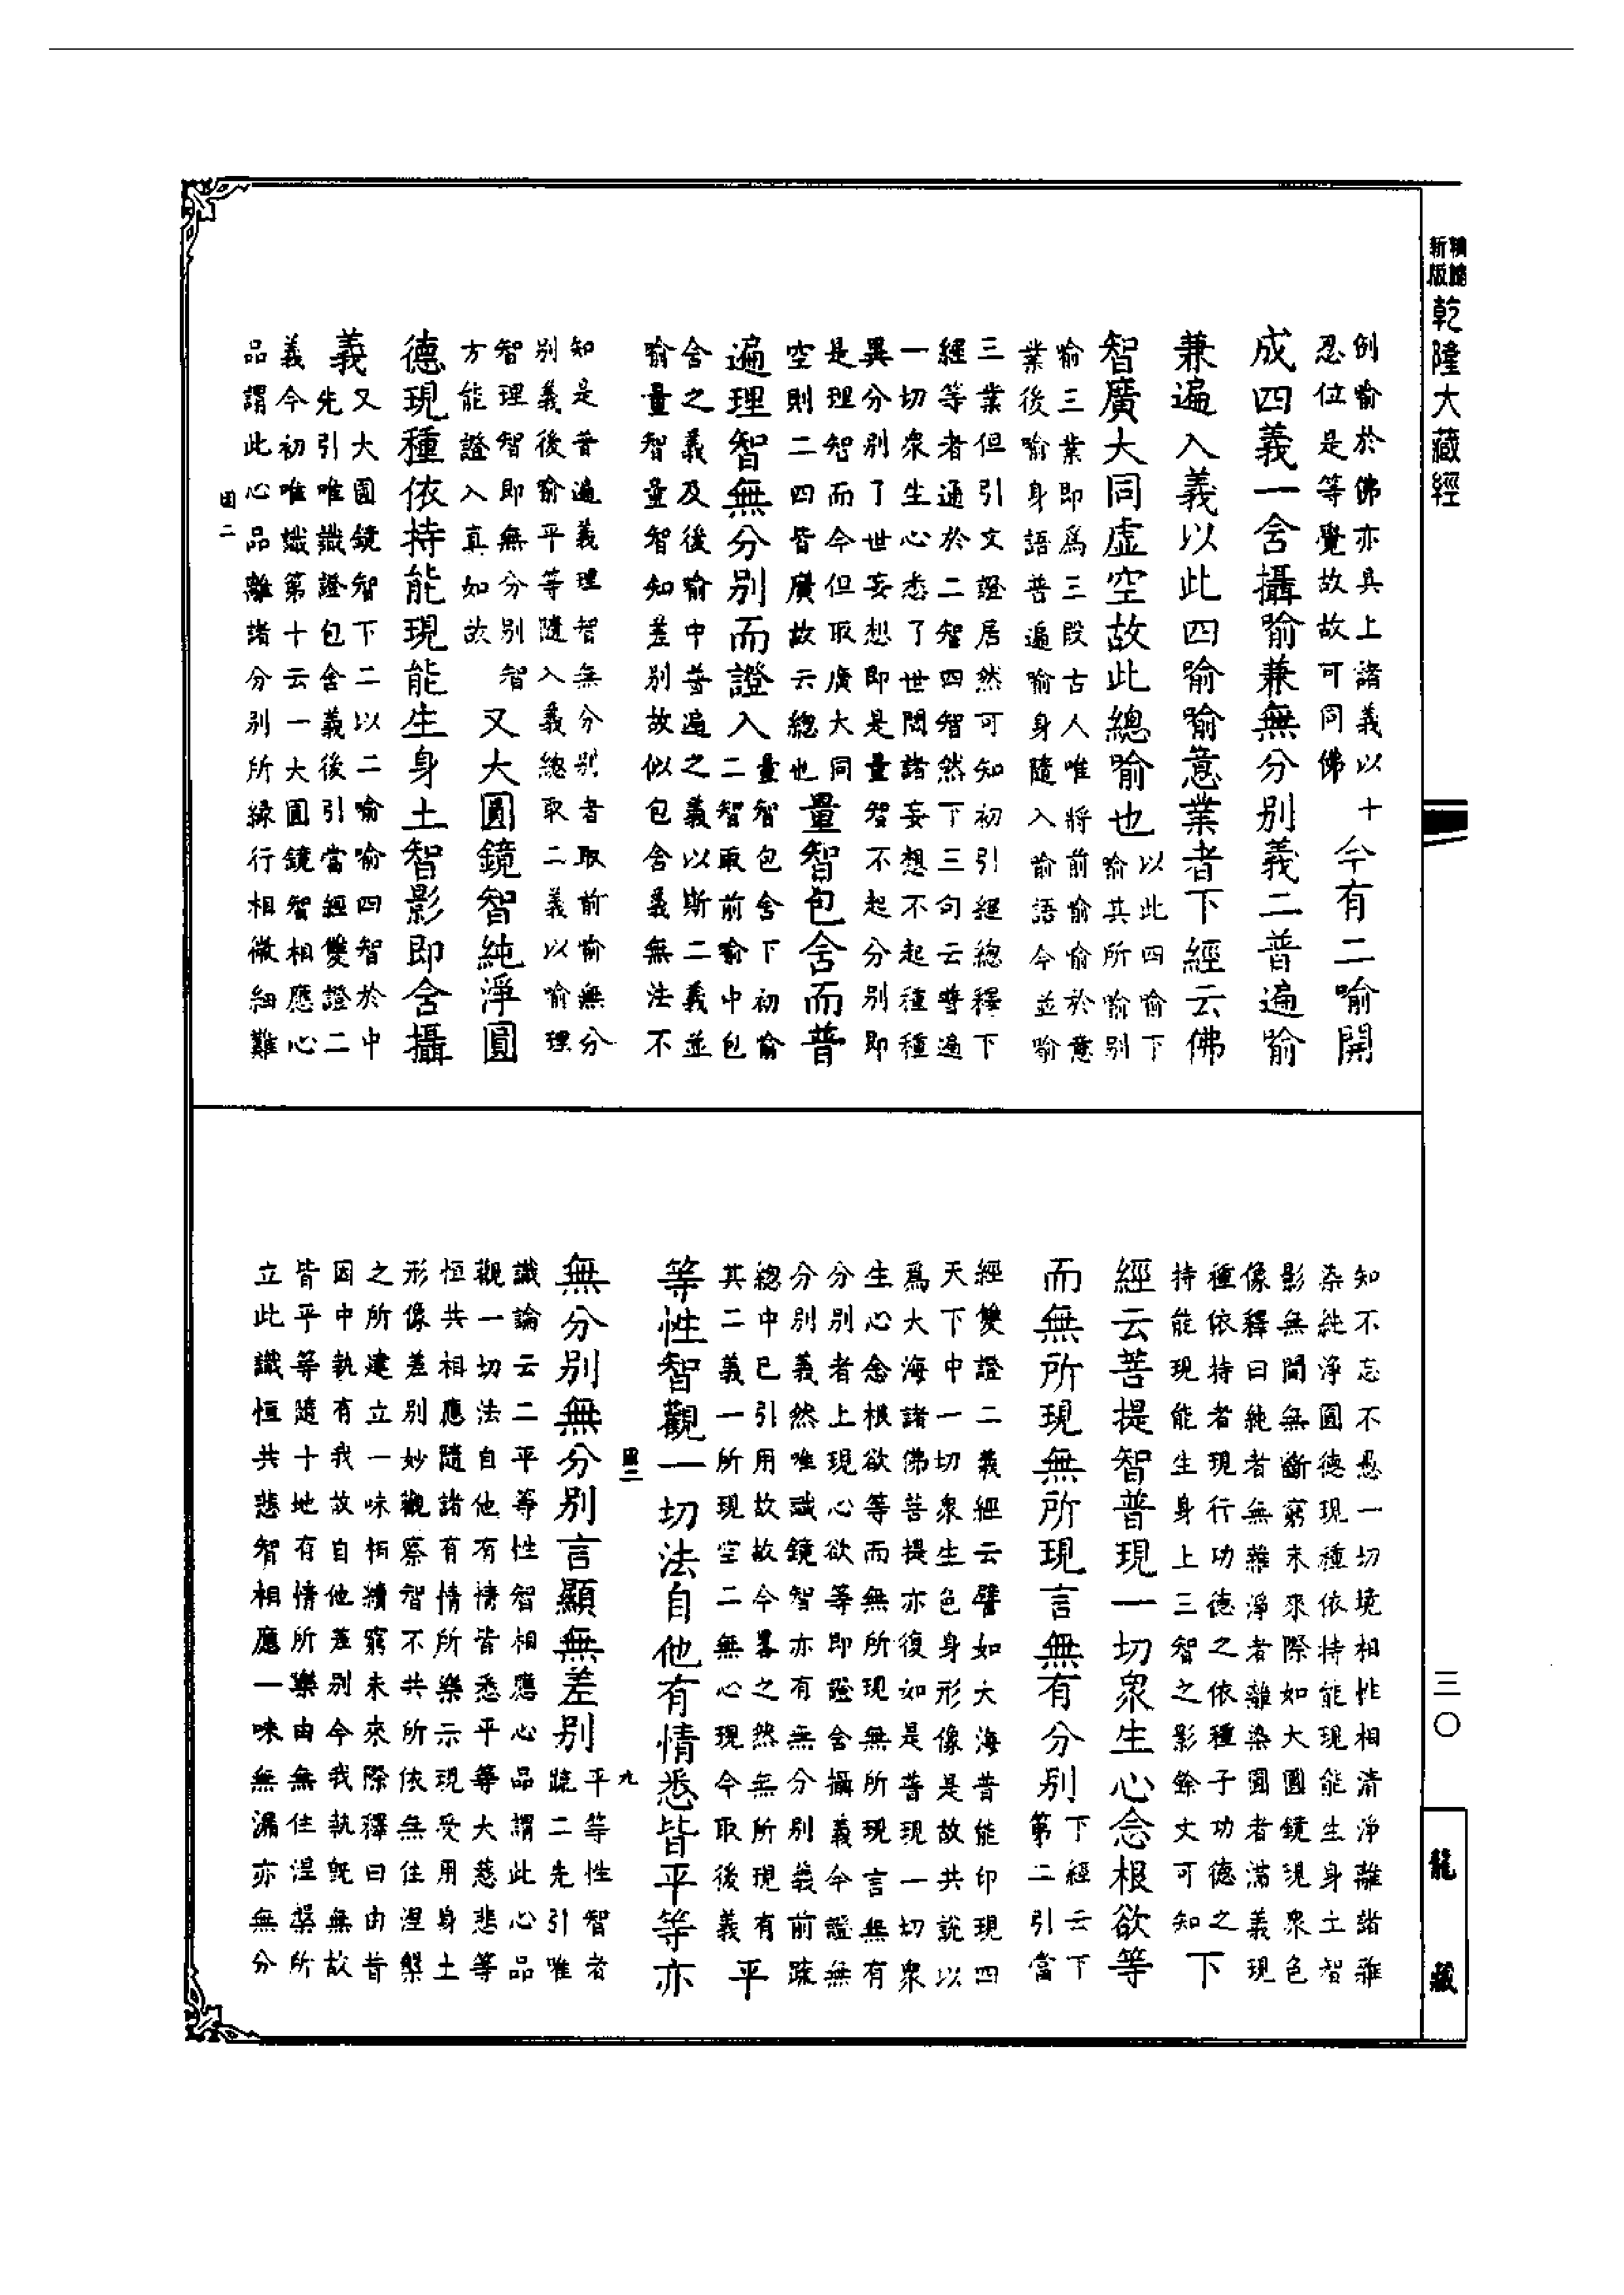 精縮
新版
乾隆大藏經
例喻於佛亦具上諸義以十
忍位是等覺故故可同佛
今有二喻開
成四義一含攝喻兼無分別義二普遍喻
兼遍入義以此四喻喻意業者下經云佛
智廣大同虛空故此總喻也
以此四喻下
喻其所喻別
喻三業即爲三段古人唯將前喻喻於意
業後喻身語普遍喻身隨入喻語今並喻
三業但引文證居然可知初引經總釋下
經等者通於二智四智然下三句云普遍
一切衆生心悉了世間諸妄想不起種種
異分別了世妄想即是量智不起分別即
是理智而今但取廣大同
空則二四皆廣故云總也
量智包含而普
遍理智無分別而證入
量智包含下初喻
二智取前喻中包
含之義及後喻中普遍之義以斯二義並
喻量智量智知差別故似包含義無法不
知是普遍義理智無分別者取前喻無分
別義後喻平等隨入義總取二義以喻理
智理智即無分別智
方能證入真如故
又大圓鏡智純淨圓
德現種依持能現能生身土智影即含攝
義
又大圓鏡智下二以二喻喻四智於中
先引唯識證包含義後引當經雙證二
義今初唯識第十云一大圓鏡智相應心
品謂此心品離諸分別所緣行相微細難
知不忘不愚一切境相性相清淨離諸雜
染純淨圓德現種依持能現能生身土智
影無間無斷窮未來際如大圓鏡現衆色
像釋曰純者無雜淨者離染圓者滿義現
種依持者現行功德之依種子功德之
持能現能生身上三智之影餘文可知
下
經云菩提智普現一切衆生心念根欲等
而無所現無所現言無有分別
下經云下
第二引當
經雙證二義經云譬如大海普能印現四
天下中一切衆生色身形像是故共說以
爲大海諸佛菩提亦復如是普現一切衆
生心念根欲等而無所現無所現言無有
分別者上現心欲等即證含攝義今證無
分別義然唯識鏡智亦有無分別義前疏
總中已引用故故今畧之然無所現有
其二義一所現空二無心現今取後義
平
等性智觀一切法自他有情悉皆平等亦
無分別無分別言顯無差別
平等性智者
疏二先引唯
識論云二平等性智相應心品謂此心品
觀一切法自他有情皆悉平等大慈悲等
恒共相應隨諸有情所樂示現受用身土
形像差別妙觀察智不共所依無住涅槃
之所建立一味相續窮未來際釋曰由昔
因中執有我故自他差別今我執旣無故
皆平等隨十地有情所樂由無住涅槃所
立此識恒共悲智相應一味無漏亦無分
三〇
龍藏